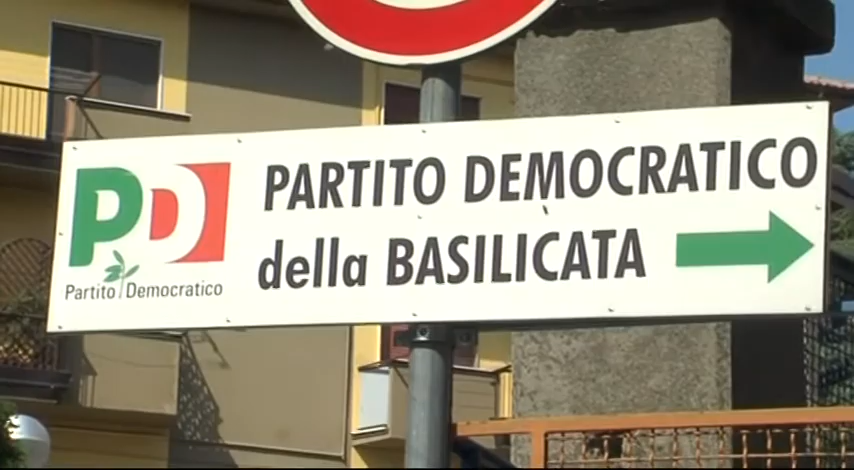 PD
Partito Democratico
PARTITO DEMOCRATICO
della BASILICATA